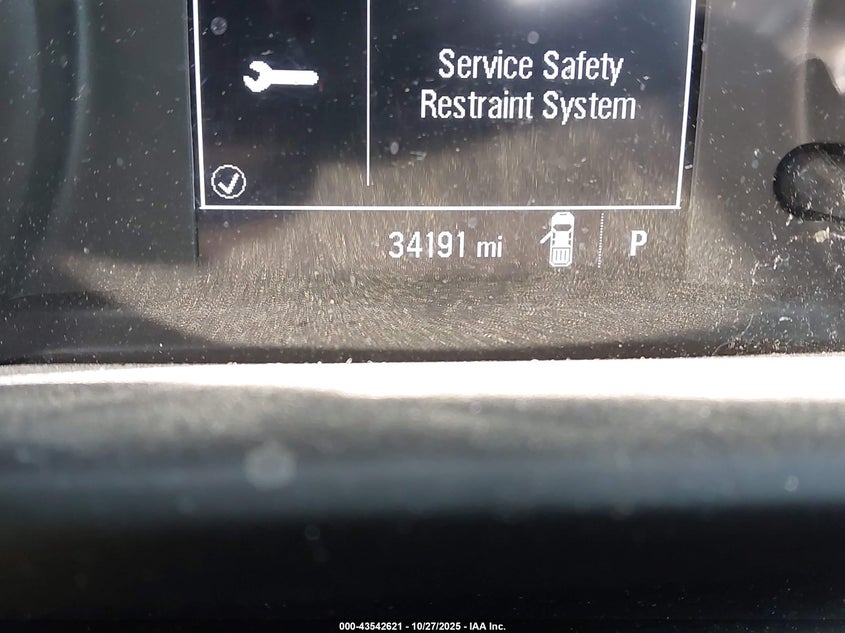 Service Safety
Restraint System
34191 mi P
000-43542621 - 10/27/2025 - IAA Inc.